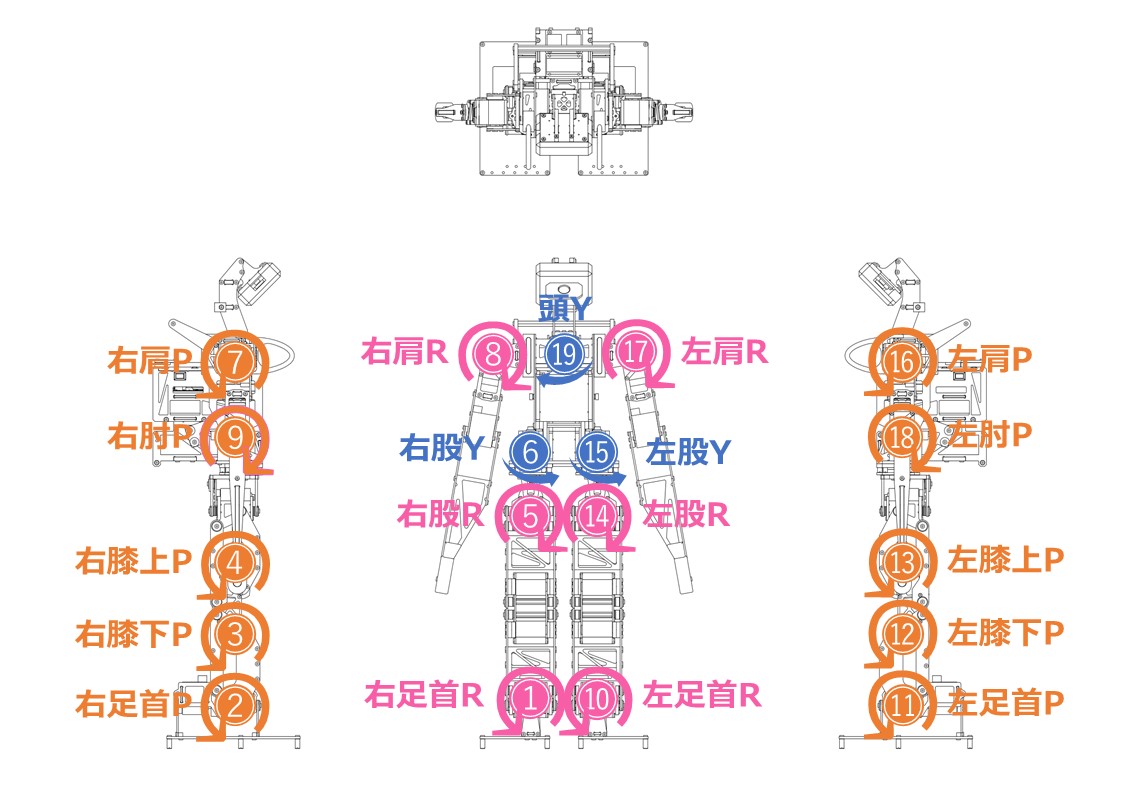 頭Y
右肩P 7
右肩R 8
19
17 左肩R
16 左肩P
右肘P 9
右股Y 6
15 左股Y
18 左肘P
右股R 5
14 左股R
右膝上P 4
13 左膝上P
右膝下P 3
12 左膝下P
右足首P 2
右足首R 1
10 左足首R
11 左足首P